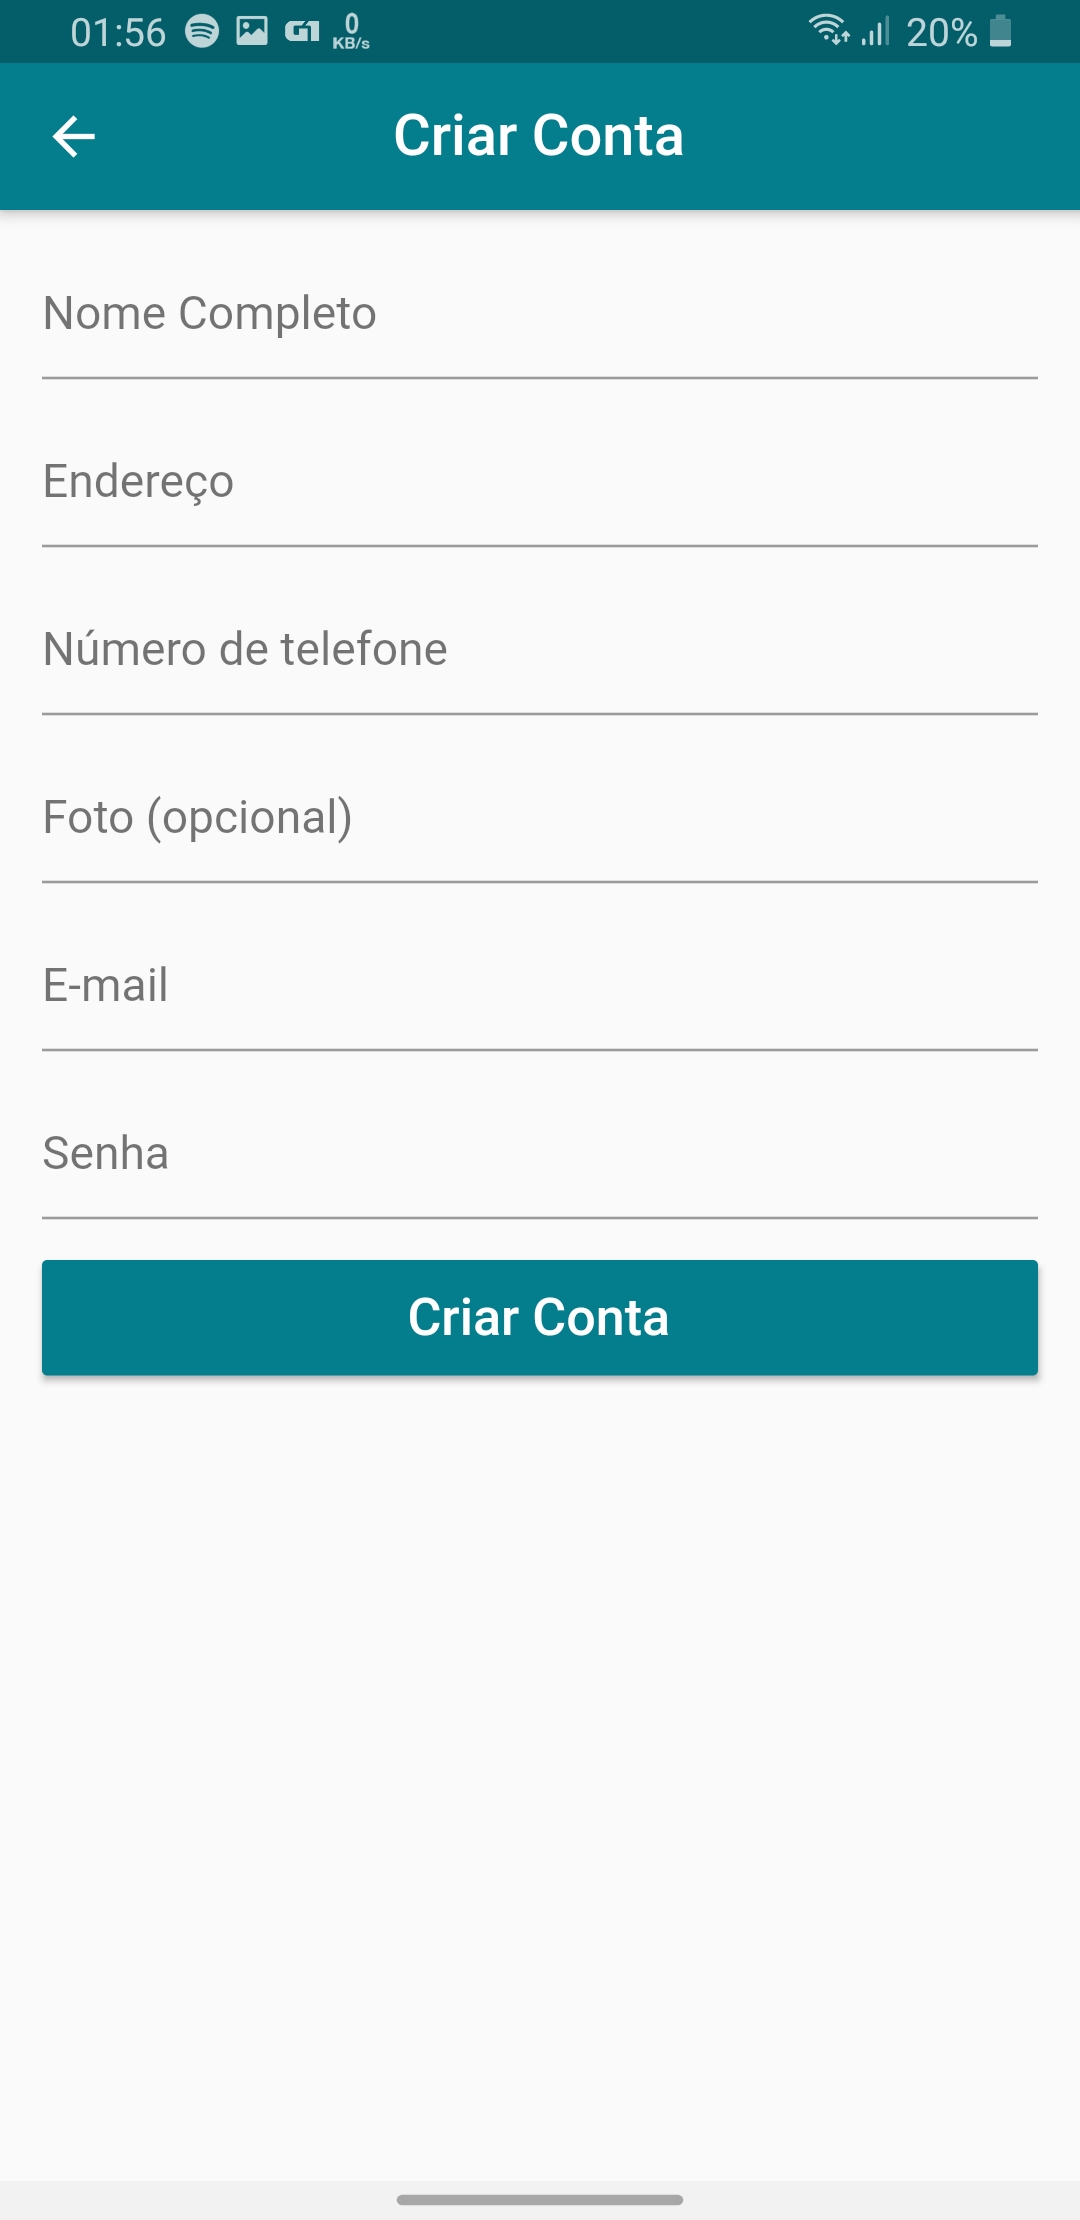 01:56 G1 0 KB/s 20%
Criar Conta
Nome Completo
Endereço
Número de telefone
Foto (opcional)
E-mail
Senha
Criar Conta